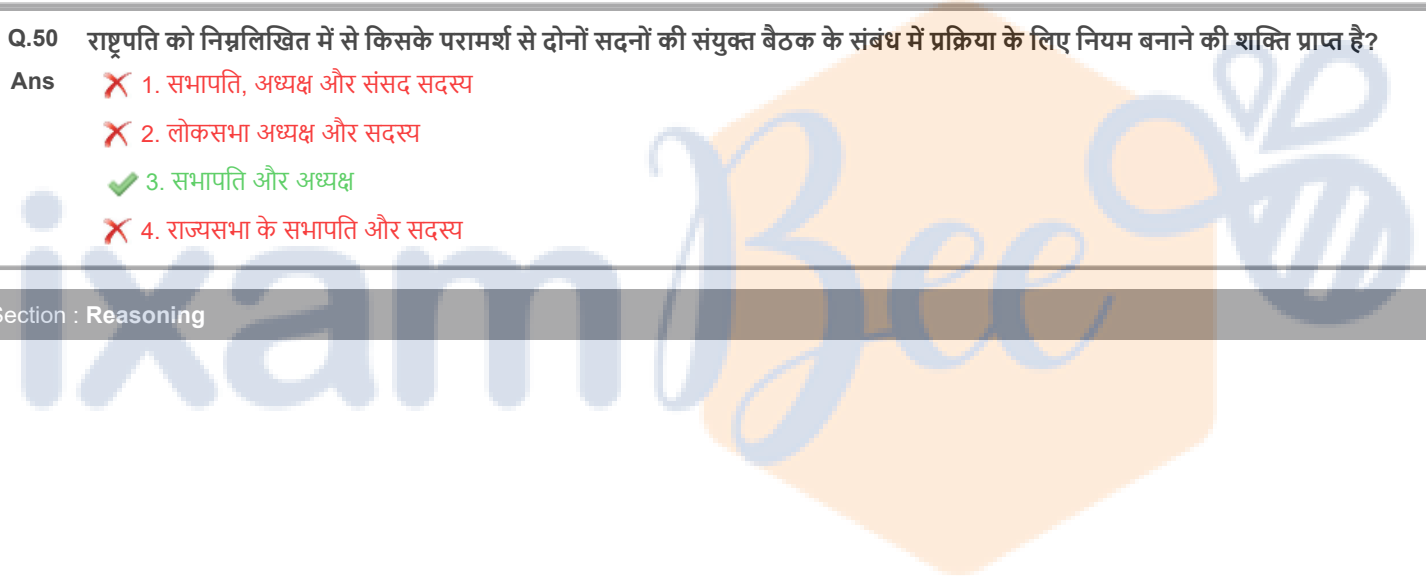 Q.50 राष्ट्रपति को निम्नलिखित में से किसके परामर्श से दोनों सदनों की संयुक्त बैठक के संबंध में प्रक्रिया के लिए नियम बनाने की शक्ति प्राप्त है?
Ans 1. सभापति, अध्यक्ष और संसद सदस्य
2. लोकसभा अध्यक्ष और सदस्य
3. सभापति और अध्यक्ष
4. राज्यसभा के सभापति और सदस्य
Section : Reasoning
ixamBee